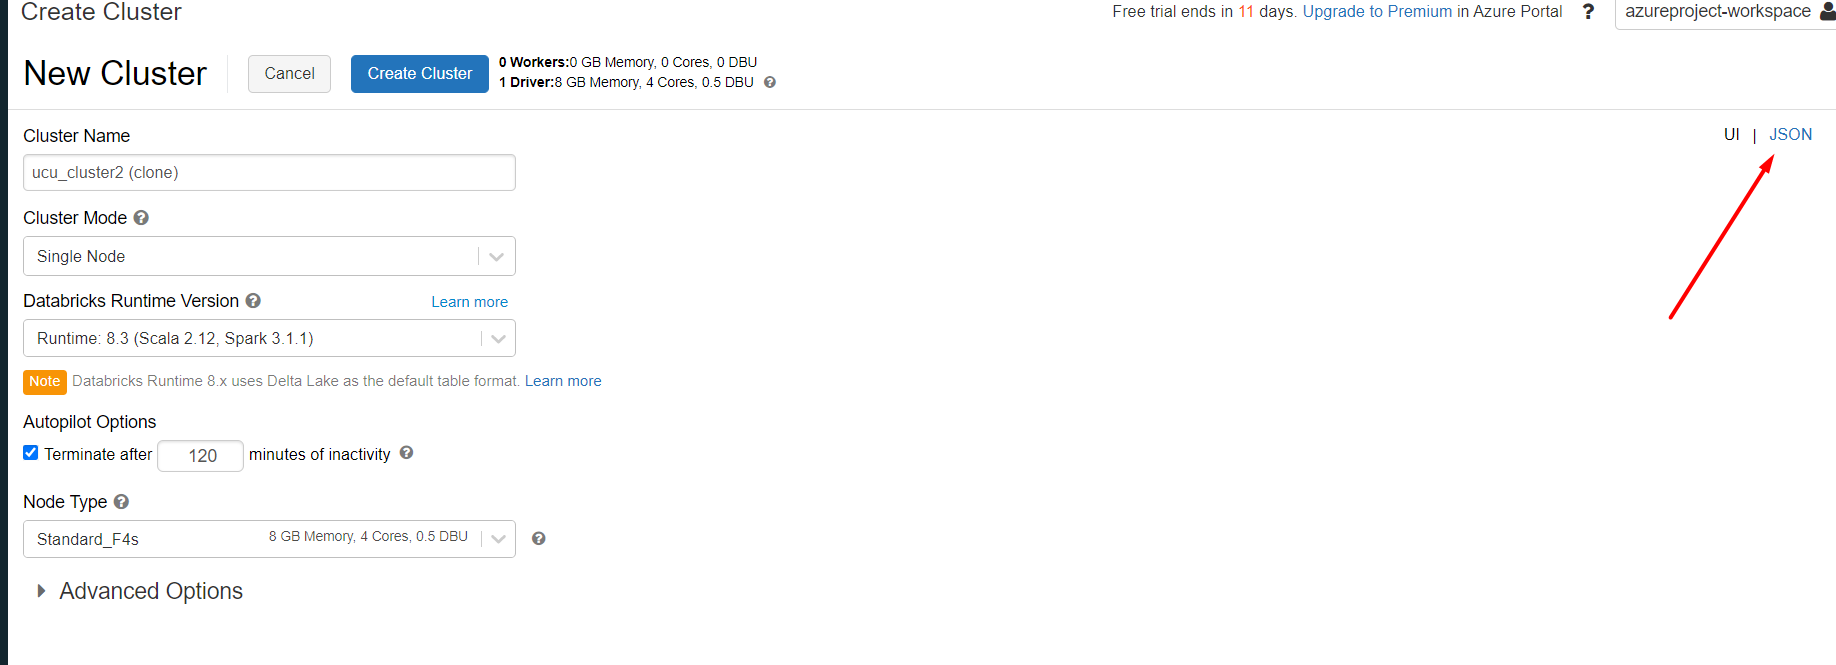 Create Cluster
Free trial ends in 11 days. Upgrade to Premium in Azure Portal ? azureproject-workspace
New Cluster
Cancel
Create Cluster
0 Workers:0 GB Memory, 0 Cores, 0 DBU
1 Driver:8 GB Memory, 4 Cores, 0.5 DBU ?
UI | JSON
Cluster Name
ucu_cluster2 (clone)
Cluster Mode ?
Single Node
Databricks Runtime Version ? Learn more
Runtime: 8.3 (Scala 2.12, Spark 3.1.1)
Note Databricks Runtime 8.x uses Delta Lake as the default table format. Learn more
Autopilot Options
Terminate after 120 minutes of inactivity ?
Node Type ?
Standard_F4s 8 GB Memory, 4 Cores, 0.5 DBU ?
Advanced Options